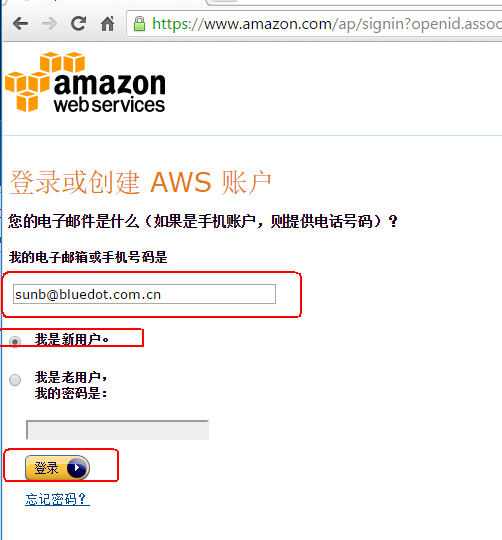 https://www.amazon.com/ap/signin?openid.assoc
amazon
web services
登录或创建 AWS 账户
您的电子邮件是什么（如果是手机账户，则提供电话号码）？
我的电子邮箱或手机号码是
sunb@bluedot.com.cn
我是新用户。
我是老用户，
我的密码是：
登录
忘记密码？